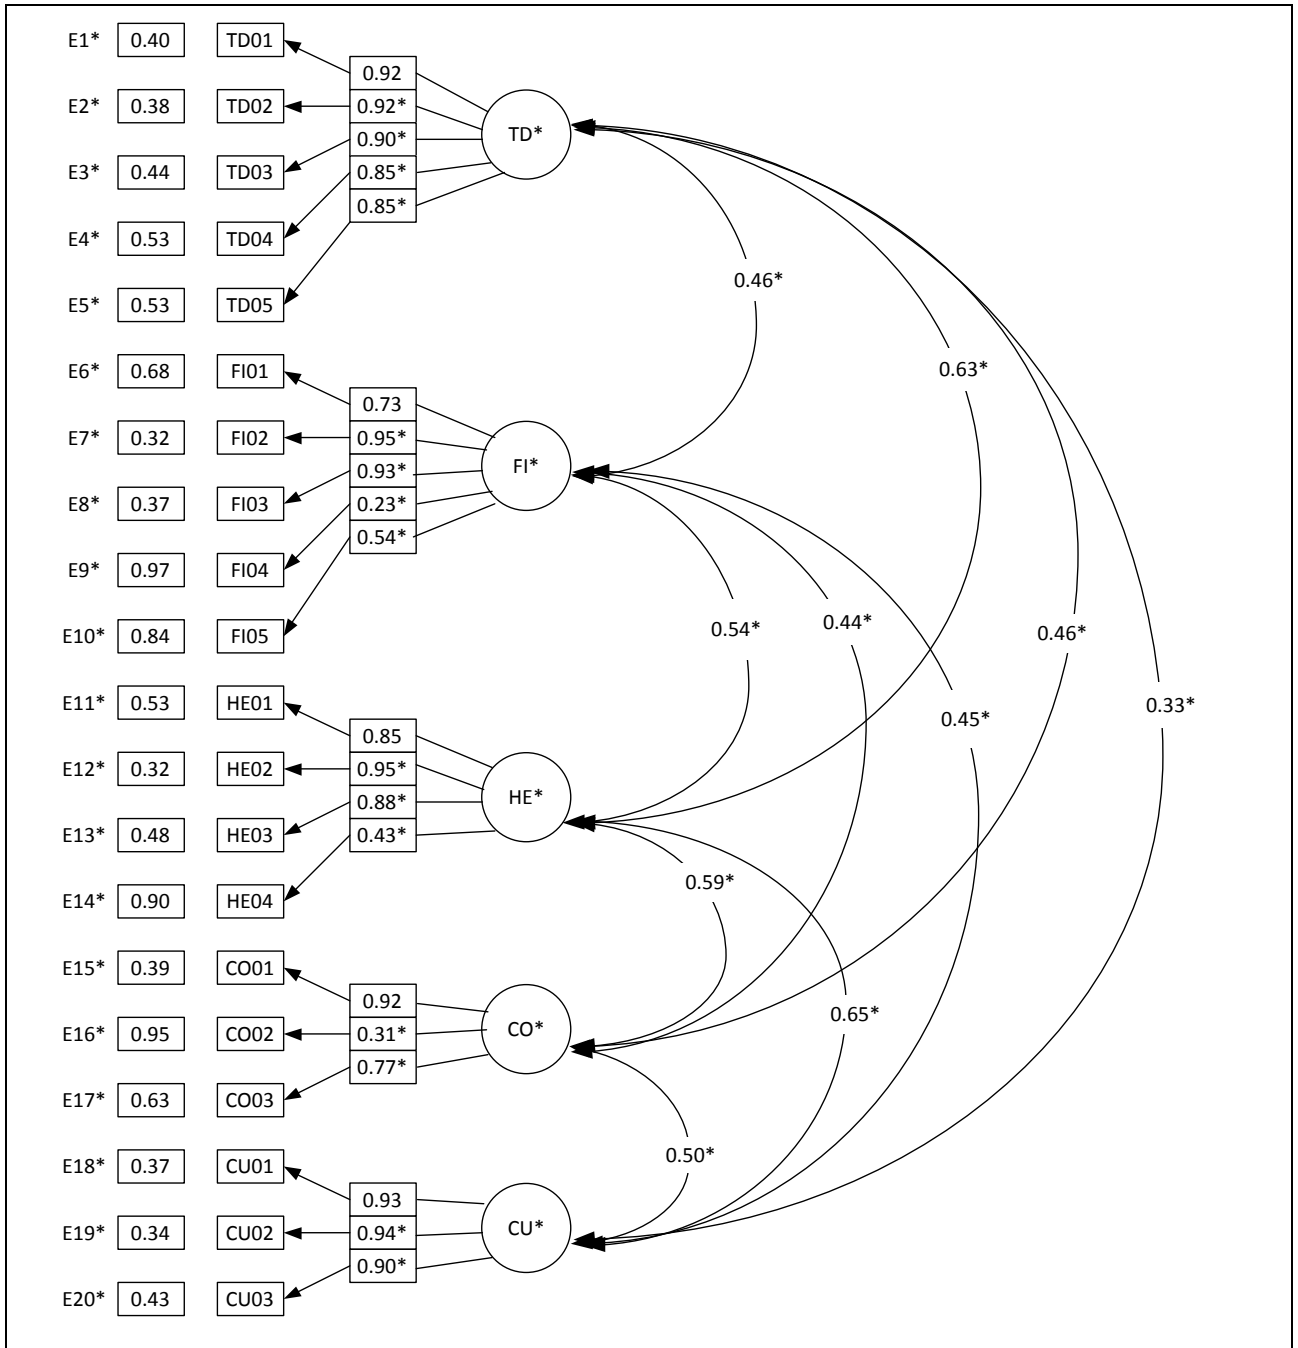 E1* 0.40 TD01
0.92
E2* 0.38 TD02 0.92*
TD*
0.90*
E3* 0.44 TD03 0.85*
0.85*
E4* 0.53 TD04
0.46*
E5* 0.53 TD05
E6* 0.68 FI01 0.63*
0.73
E7* 0.32 FI02 0.95*
FI*
0.93*
E8* 0.37 FI03 0.23*
0.54*
E9* 0.97 FI04
E10* 0.84 FI05 0.54* 0.44* 0.46*
E11* 0.53 HE01 0.45* 0.33*
0.85
E12* 0.32 HE02 0.95*
HE*
0.88*
E13* 0.48 HE03 0.43*
0.59*
E14* 0.90 HE04
E15* 0.39 CO01
0.92
0.65*
E16* 0.95 CO02 0.31* CO*
0.77*
E17* 0.63 CO03
0.50*
E18* 0.37 CU01
0.93
E19* 0.34 CU02 0.94* CU*
0.90*
E20* 0.43 CU03